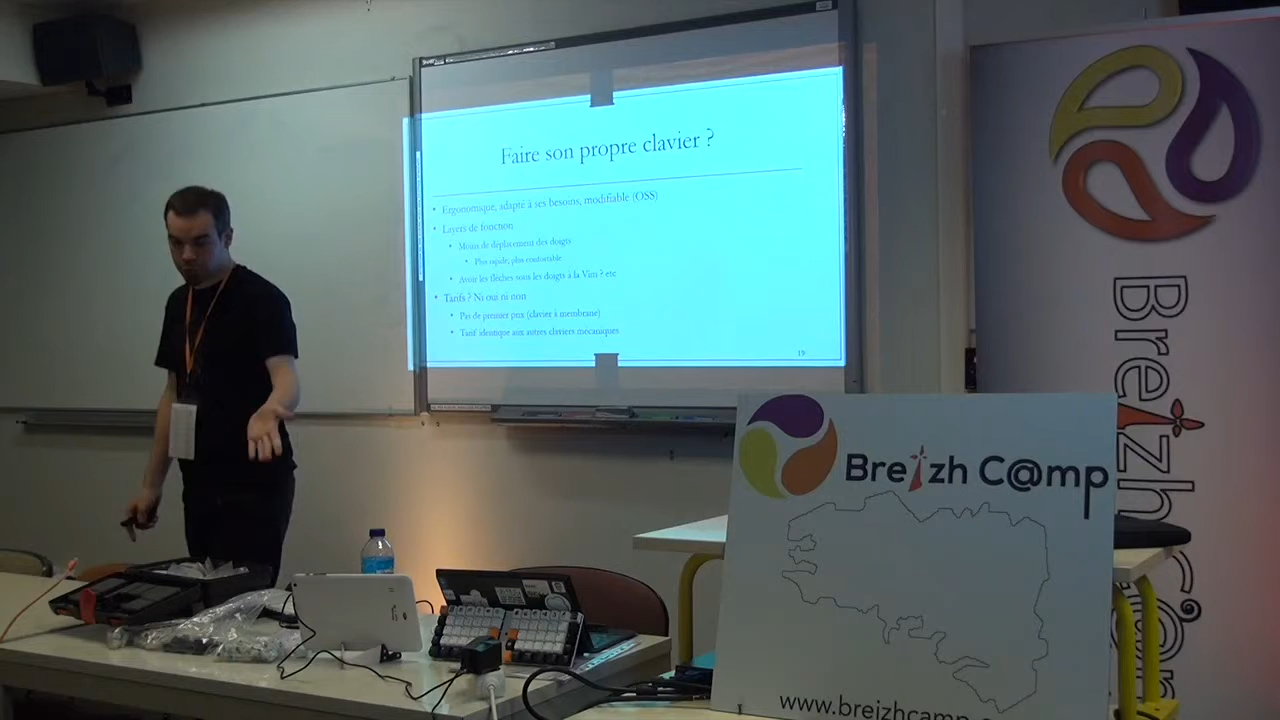 Faire son propre clavier ?
• Ergonomique, adapté à ses besoins, modifiable (OSS)
• Layers de fonction
• Moins de déplacement des doigts
• Plus rapide, plus confortable
• Avoir les flèches sous les doigts à la Vim ? etc
• Tarifs ? Ni oui ni non
• Pas de premier prix (clavier à membrane)
• Tarif identique aux autres claviers mécaniques
19
Breizh C@mp
www.breizhcamp
Breizh C@